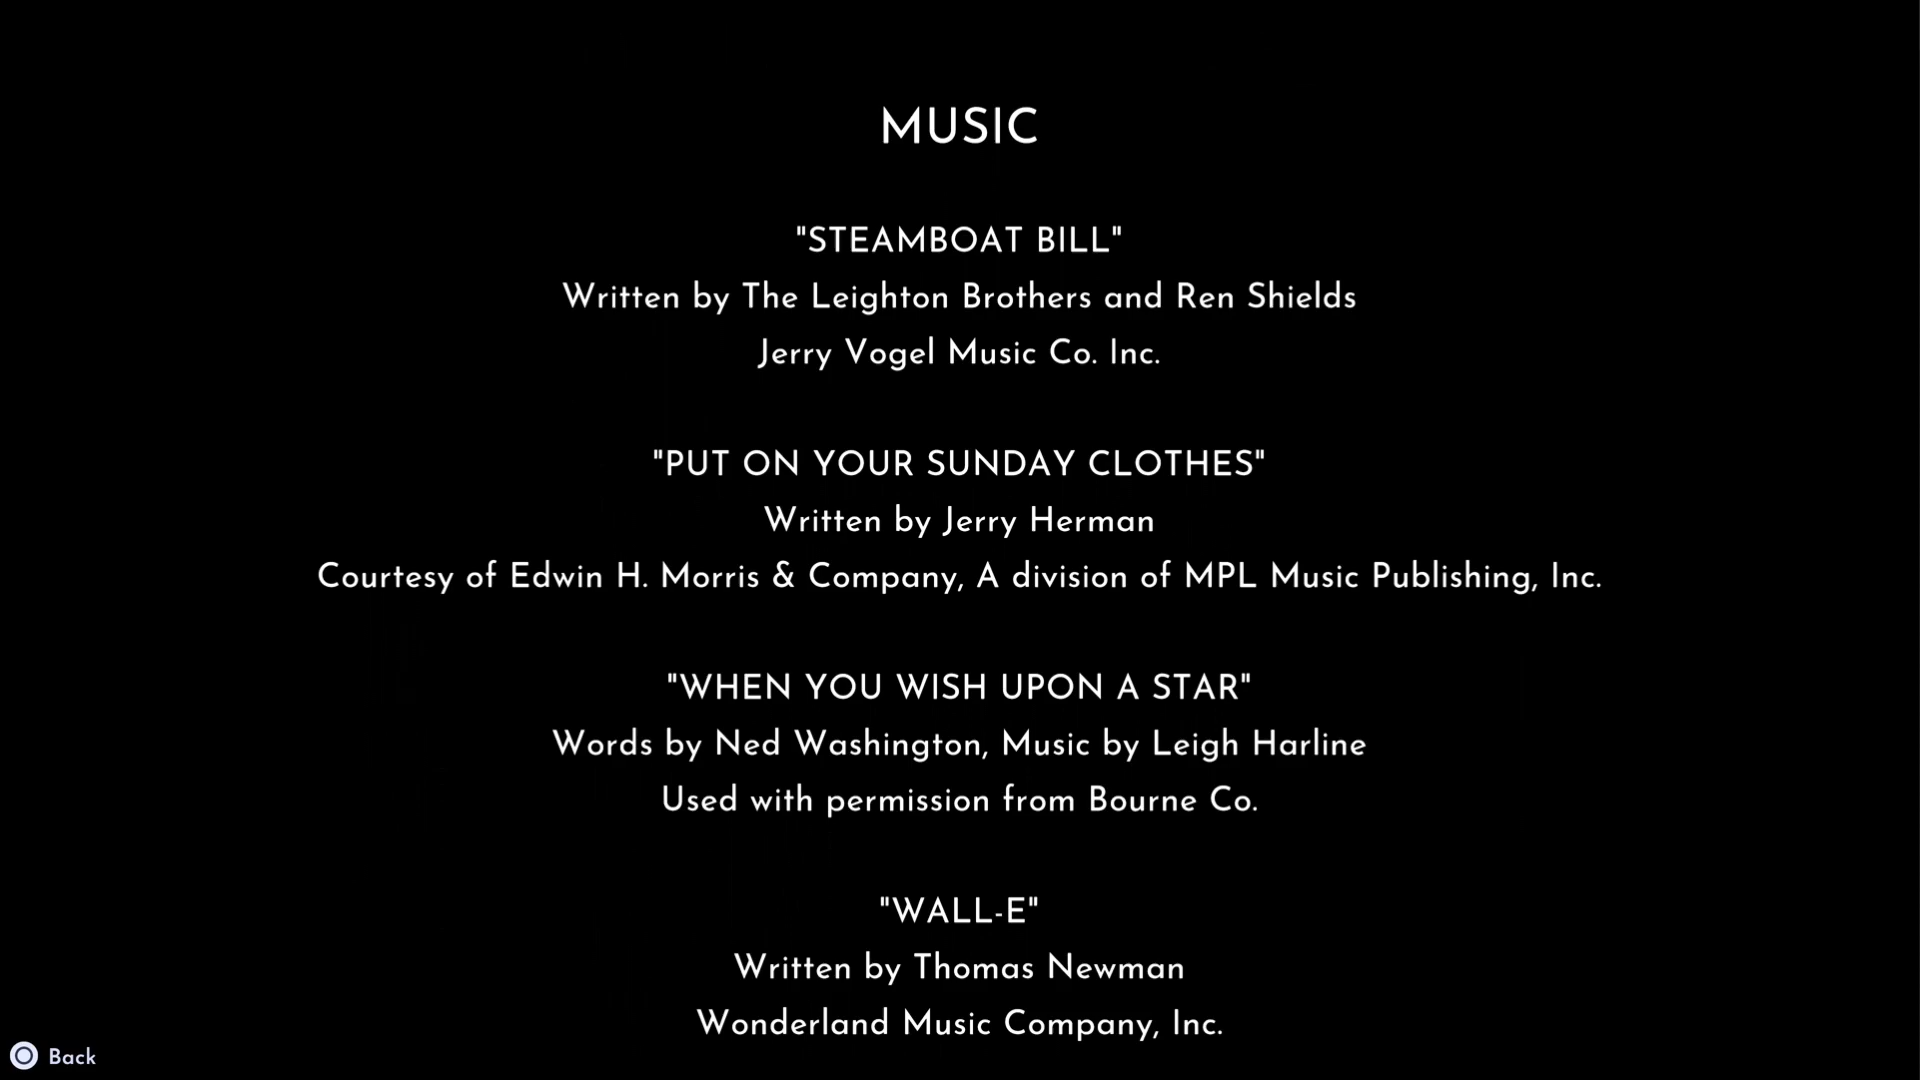 MUSIC
"STEAMBOAT BILL"
Written by The Leighton Brothers and Ren Shields
Jerry Vogel Music Co. Inc.
"PUT ON YOUR SUNDAY CLOTHES"
Written by Jerry Herman
Courtesy of Edwin H. Morris & Company, A division of MPL Music Publishing, Inc.
"WHEN YOU WISH UPON A STAR"
Words by Ned Washington, Music by Leigh Harline
Used with permission from Bourne Co.
"WALL-E"
Written by Thomas Newman
Wonderland Music Company, Inc.
Back